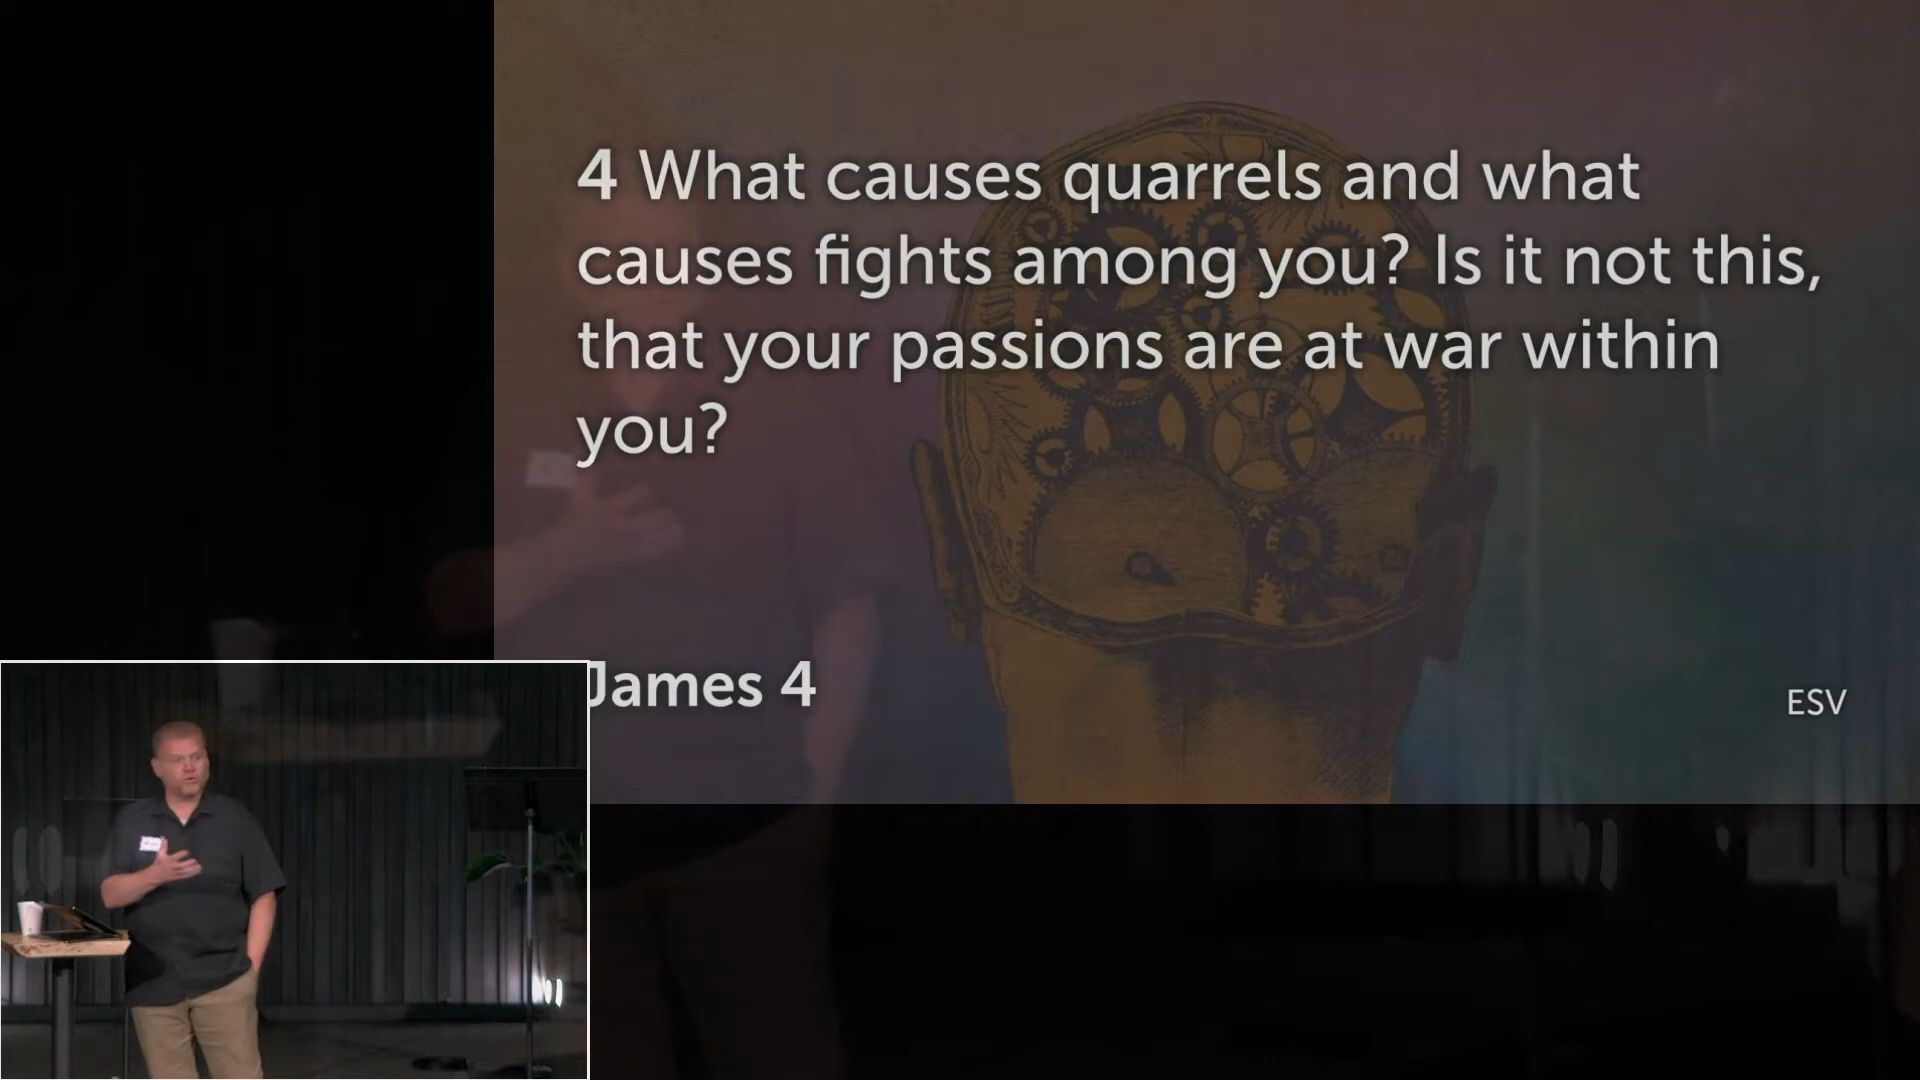 4 What causes quarrels and what
causes fights among you? Is it not this,
that your passions are at war within
you?
James 4
ESV